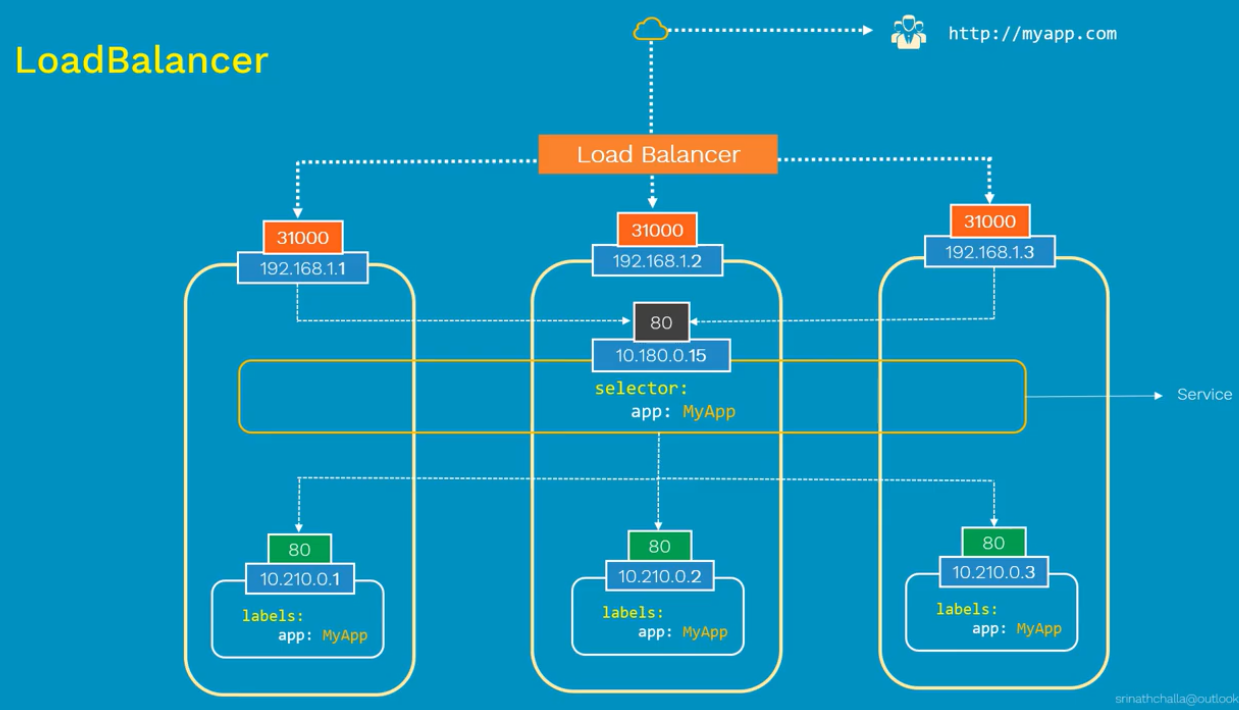 LoadBalancer
http://myapp.com
Load Balancer
31000
192.168.1.1
31000
192.168.1.2
31000
192.168.1.3
80
10.180.0.15
selector:
app: MyApp
Service
80
10.210.0.1
labels:
app: MyApp
80
10.210.0.2
labels:
app: MyApp
80
10.210.0.3
labels:
app: MyApp
srinathchalla@outlook